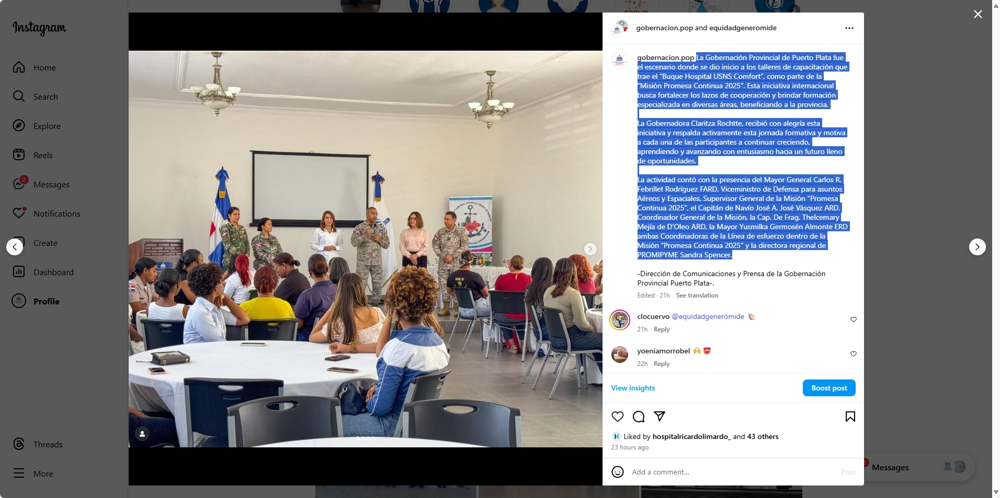 Instagram
Home
Search
Explore
Reels
2
Messages
Notifications
Create
Dashboard
Profile
Threads
More
MAKE UP
gobernacion.pop and equidadgeneromide
gobernacion.pop La Gobernación Provincial de Puerto Plata fue
el escenario donde se dio inicio a los talleres de capacitación que
trae el “Buque Hospital USNS Comfort”, como parte de la
“Misión Promesa Continua 2025”. Esta iniciativa internacional
busca fortalecer los lazos de cooperación y brindar formación
especializada en diversas áreas, beneficiando a la provincia.
La Gobernadora Claritza Rochtte, recibió con alegría esta
iniciativa y respalda activamente esta jornada formativa y motiva
a cada una de las participantes a continuar creciendo,
aprendiendo y avanzando con entusiasmo hacia un futuro lleno
de oportunidades.
La actividad contó con la presencia del Mayor General Carlos R.
Febrillet Rodríguez FARD, Viceministro de Defensa para asuntos
Aéreos y Espaciales. Supervisor General de la Misión “Promesa
Continua 2025”, el Capitán de Navío José A. José Vásquez ARD.
Coordinador General de la Misión, la Cap. De Frag. Thelcemary
Mejía de D’Oleo ARD, la Mayor Yusmilka Germosén Almonte ERD
ambas Coordinadoras de la Línea de esfuerzo dentro de la
Misión “Promesa Continua 2025” y la directora regional de
PROMIPYME Sandra Spencer.
-Dirección de Comunicaciones y Prensa de la Gobernación
Provincial Puerto Plata-.
Edited · 21h See translation
clocuervo @equidadgeneromide 👏🏻
21h Reply
yoeniamorrobel 🙌 😍
22h Reply
View insights
Boost post
Liked by hospitalricardolimardo_ and 43 others
23 hours ago
Add a comment...
Post
Messages